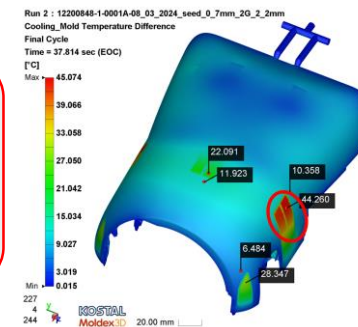 Run 2 : 12200848-1-0001A-08_03_2024_seed_0_7mm_2G_2_2mm
Cooling_Mold Temperature Difference
Final Cycle
Time = 37.814 sec (EOC)
[°C]
Max 45.074
39.066
33.058
27.050
21.042
15.034
9.027
3.019
Min 0.015
22.091
11.923
10.358
44.260
6.484
28.347
227
4
244
y
KOSTAL
Moldex3D
20.00 mm